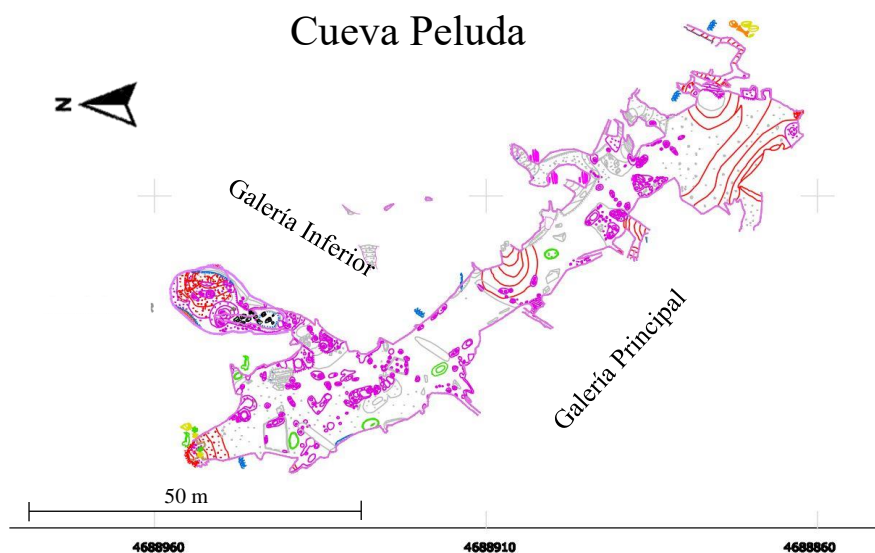 Cueva Peluda
N
Galería Inferior
Galería Principal
50 m
4688960
4688910
4688860